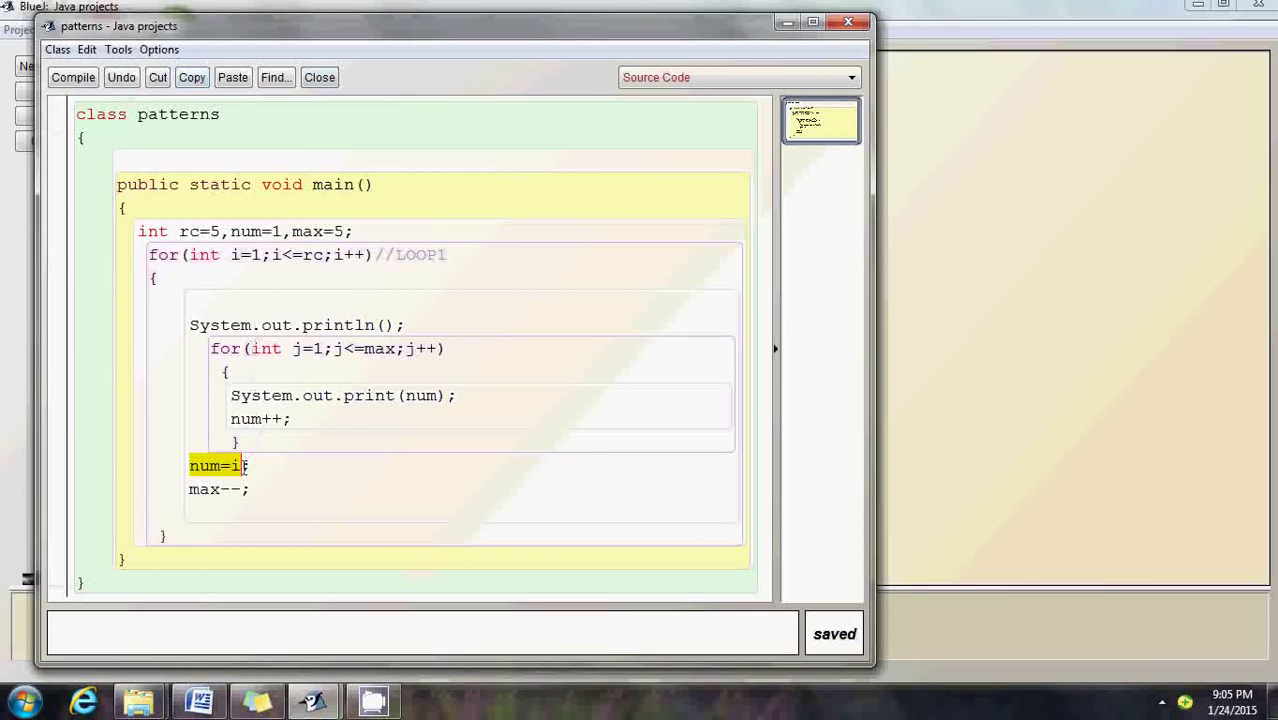 BlueJ: Java projects
patterns - Java projects
Class Edit Tools Options
Compile Undo Cut Copy Paste Find... Close Source Code
class patterns
{
public static void main()
{
int rc=5,num=1,max=5;
for(int i=1;i<=rc;i++)//LOOP1
{
System.out.println();
for(int j=1;j<=max;j++)
{
System.out.print(num);
num++;
}
num=i;
max--;
}
}
}
saved
9:05 PM
1/24/2015